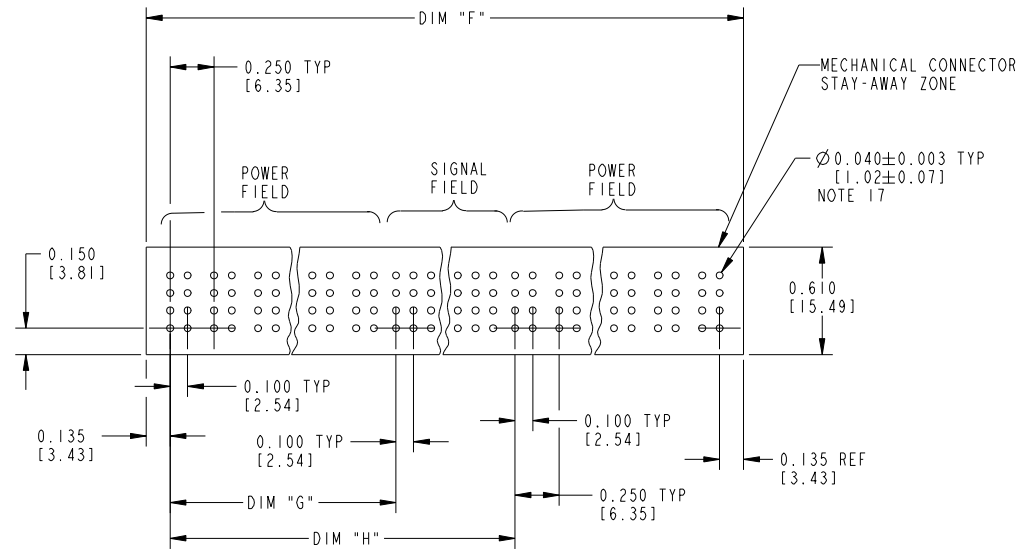 DIM "F"
0.250 TYP
[6.35]
MECHANICAL CONNECTOR
STAY-AWAY ZONE
Ø 0.040±0.003 TYP
[1.02±0.07]
NOTE 17
POWER
FIELD
SIGNAL
FIELD
POWER
FIELD
0.150
[3.81]
0.610
[15.49]
0.100 TYP
[2.54]
0.135
[3.43]
0.100 TYP
[2.54]
0.100 TYP
[2.54]
0.135 REF
[3.43]
DIM "G"
0.250 TYP
[6.35]
DIM "H"